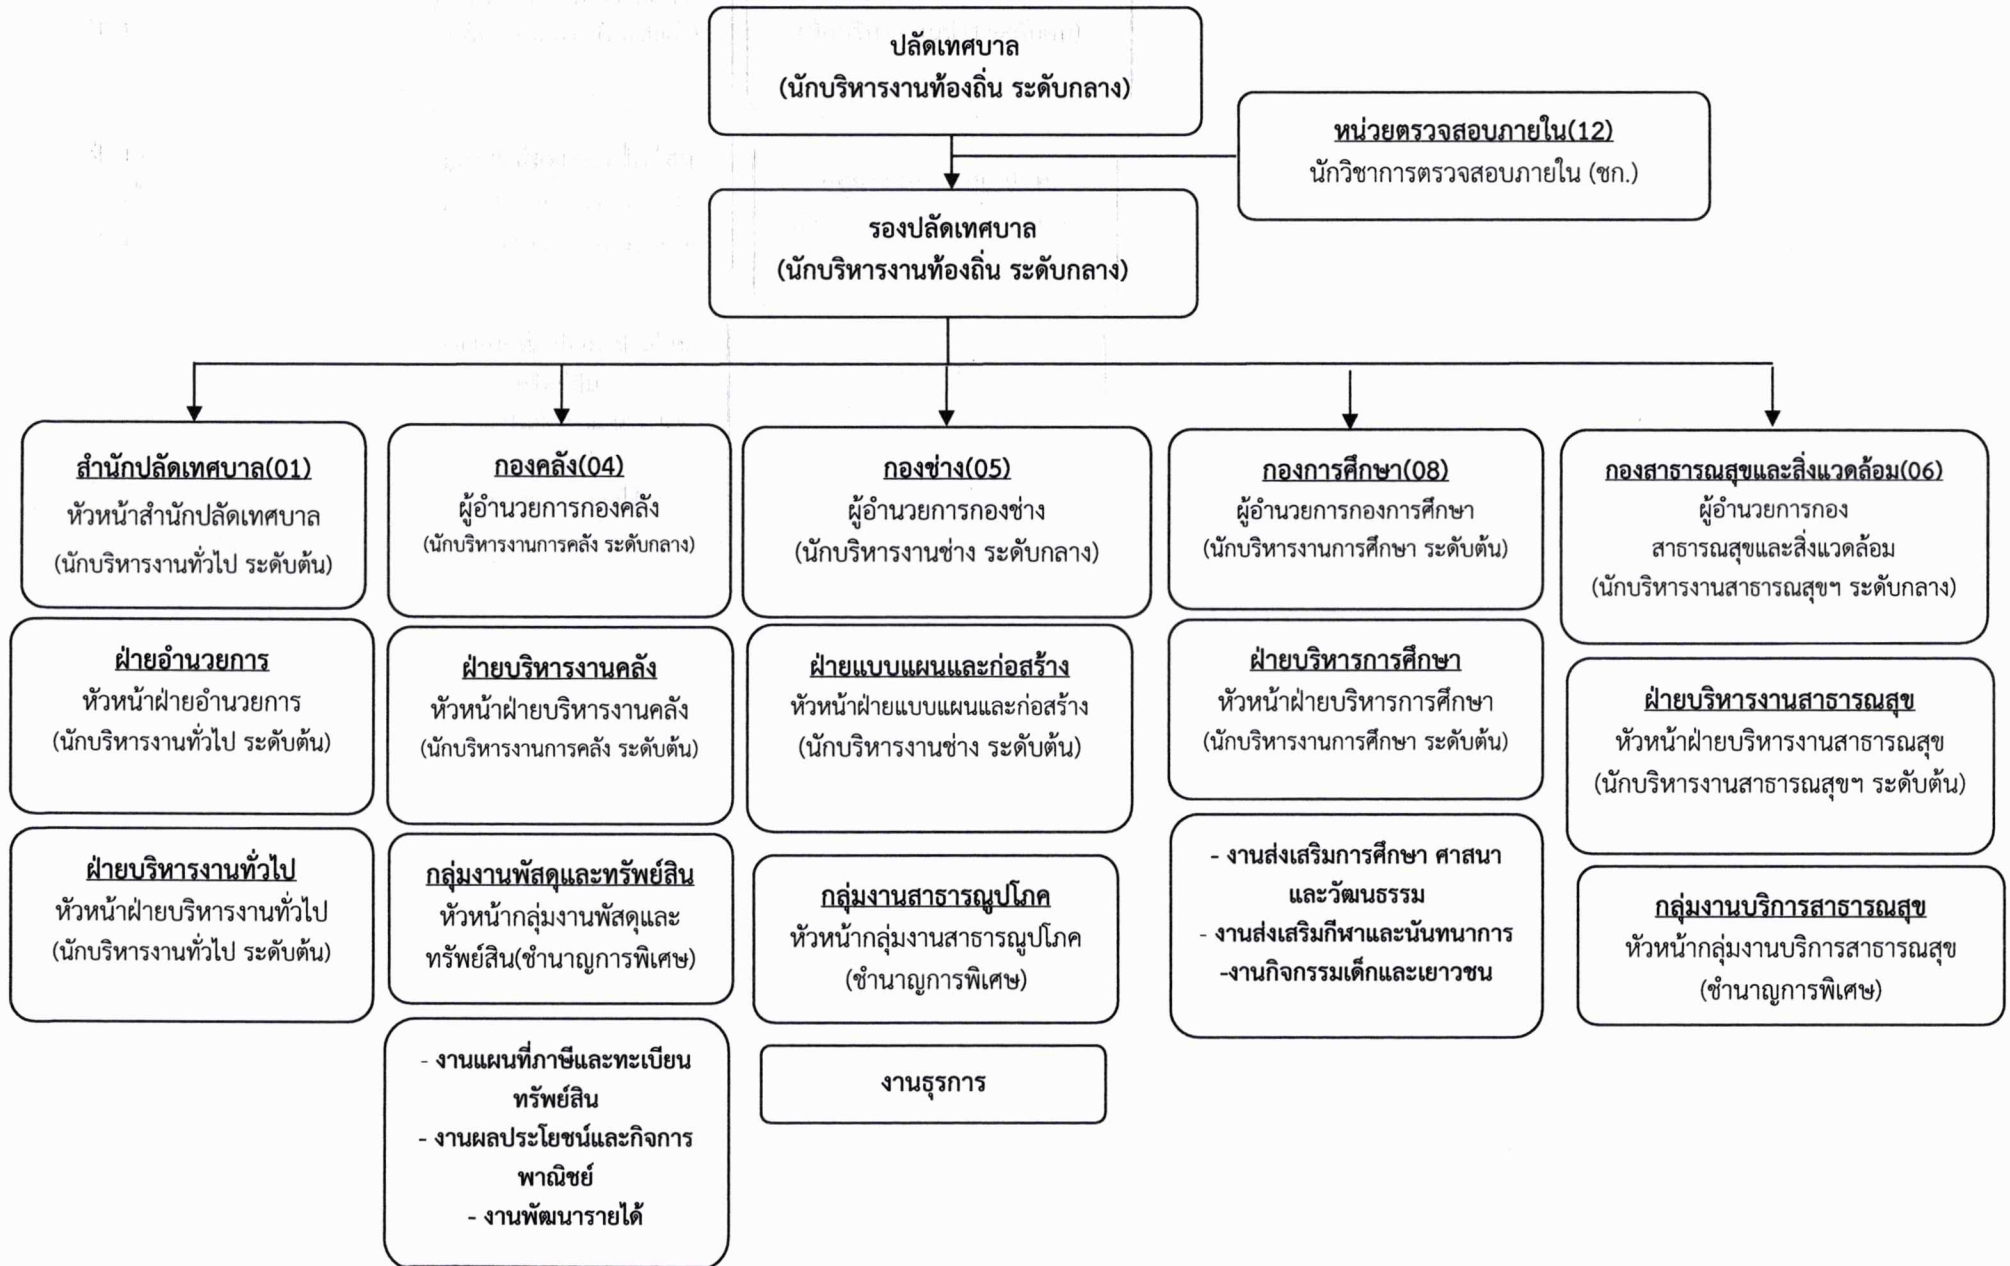 ปลัดเทศบาล
(นักบริหารงานท้องถิ่น ระดับกลาง)
หน่วยตรวจสอบภายใน(12)
นักวิชาการตรวจสอบภายใน (ชก.)
รองปลัดเทศบาล
(นักบริหารงานท้องถิ่น ระดับกลาง)
สำนักปลัดเทศบาล(01)
หัวหน้าสำนักปลัดเทศบาล
(นักบริหารงานทั่วไป ระดับต้น)
ฝ่ายอำนวยการ
หัวหน้าฝ่ายอำนวยการ
(นักบริหารงานทั่วไป ระดับต้น)
ฝ่ายบริหารงานทั่วไป
หัวหน้าฝ่ายบริหารงานทั่วไป
(นักบริหารงานทั่วไป ระดับต้น)
กองคลัง(04)
ผู้อำนวยการกองคลัง
(นักบริหารงานการคลัง ระดับกลาง)
ฝ่ายบริหารงานคลัง
หัวหน้าฝ่ายบริหารงานคลัง
(นักบริหารงานการคลัง ระดับต้น)
กลุ่มงานพัสดุและทรัพย์สิน
หัวหน้ากลุ่มงานพัสดุและ
ทรัพย์สิน(ชำนาญการพิเศษ)
- งานแผนที่ภาษีและทะเบียน
ทรัพย์สิน
- งานผลประโยชน์และกิจการ
พาณิชย์
- งานพัฒนารายได้
กองช่าง(05)
ผู้อำนวยการกองช่าง
(นักบริหารงานช่าง ระดับกลาง)
ฝ่ายแบบแผนและก่อสร้าง
หัวหน้าฝ่ายแบบแผนและก่อสร้าง
(นักบริหารงานช่าง ระดับต้น)
กลุ่มงานสาธารณูปโภค
หัวหน้ากลุ่มงานสาธารณูปโภค
(ชำนาญการพิเศษ)
งานธุรการ
กองการศึกษา(08)
ผู้อำนวยการกองการศึกษา
(นักบริหารงานการศึกษา ระดับต้น)
ฝ่ายบริหารการศึกษา
หัวหน้าฝ่ายบริหารการศึกษา
(นักบริหารงานการศึกษา ระดับต้น)
- งานส่งเสริมการศึกษา ศาสนา
และวัฒนธรรม
- งานส่งเสริมกีฬาและนันทนาการ
-งานกิจกรรมเด็กและเยาวชน
กองสาธารณสุขและสิ่งแวดล้อม(06)
ผู้อำนวยการกอง
สาธารณสุขและสิ่งแวดล้อม
(นักบริหารงานสาธารณสุขฯ ระดับกลาง)
ฝ่ายบริหารงานสาธารณสุข
หัวหน้าฝ่ายบริหารงานสาธารณสุข
(นักบริหารงานสาธารณสุขฯ ระดับต้น)
กลุ่มงานบริการสาธารณสุข
หัวหน้ากลุ่มงานบริการสาธารณสุข
(ชำนาญการพิเศษ)